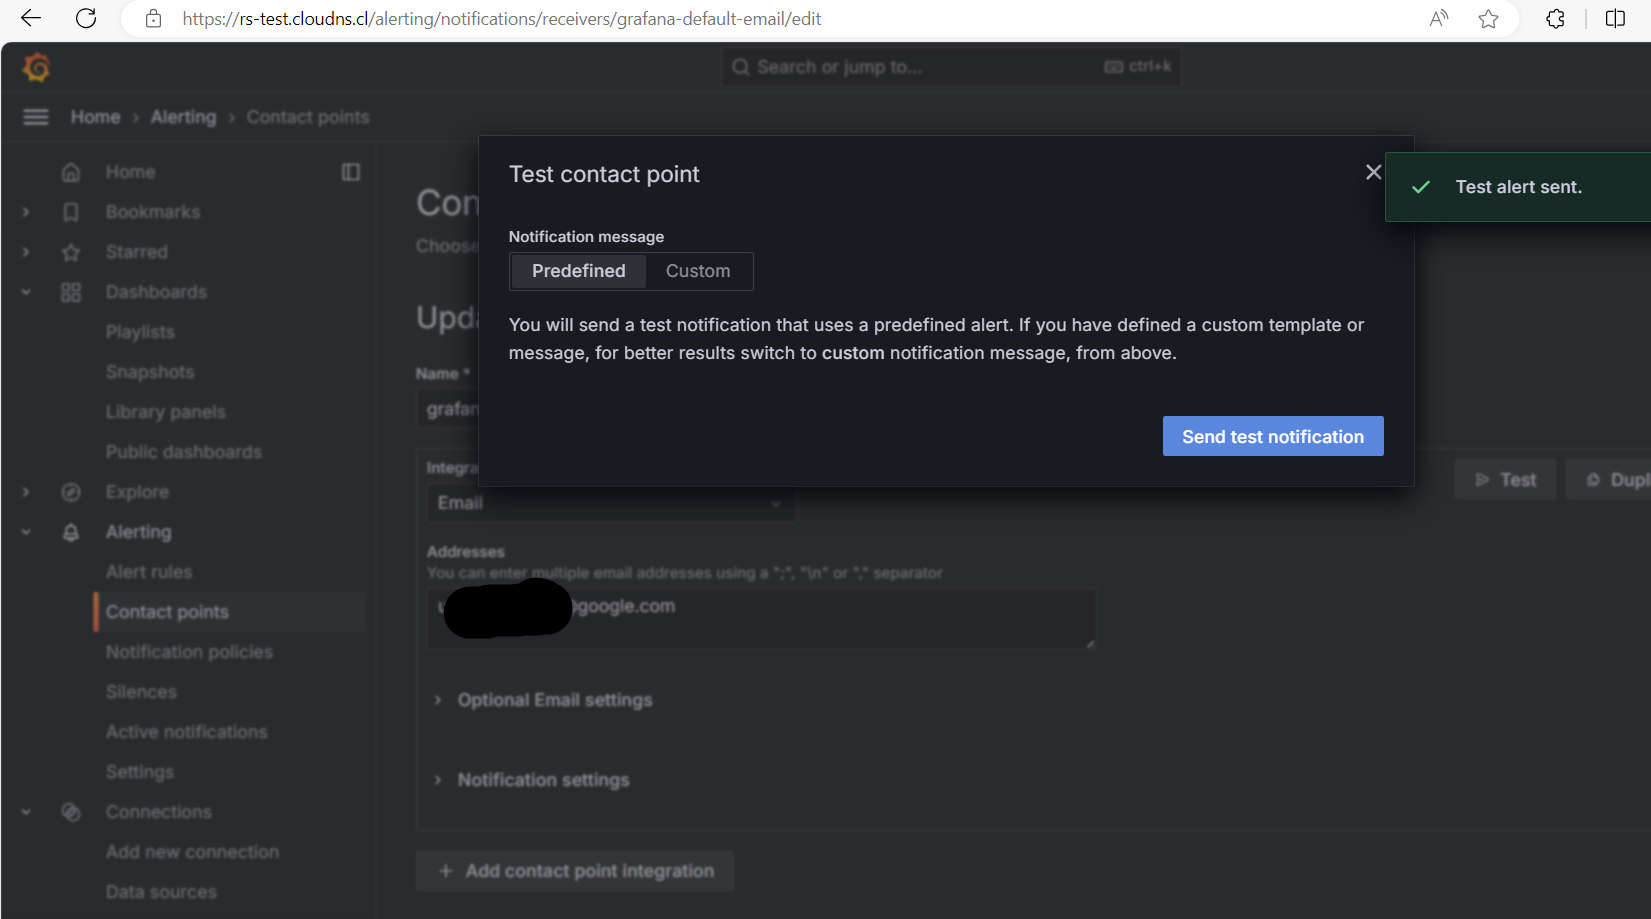 https://rs-test.cloudns.cl/alerting/notifications/receivers/grafana-default-email/edit
Search or jump to...
ctrl+k
Home › Alerting › Contact points
Home
Bookmarks
Starred
Dashboards
Playlists
Snapshots
Library panels
Public dashboards
Explore
Alerting
Alert rules
Contact points
Notification policies
Silences
Active notifications
Settings
Connections
Add new connection
Data sources
Test contact point
Test alert sent.
Notification message
Predefined Custom
You will send a test notification that uses a predefined alert. If you have defined a custom template or
message, for better results switch to custom notification message, from above.
Send test notification
Choose
Name *
Test
Email
Addresses
You can enter multiple email addresses using a ";", "\n" or "," separator
@google.com
Optional Email settings
Notification settings
+ Add contact point integration